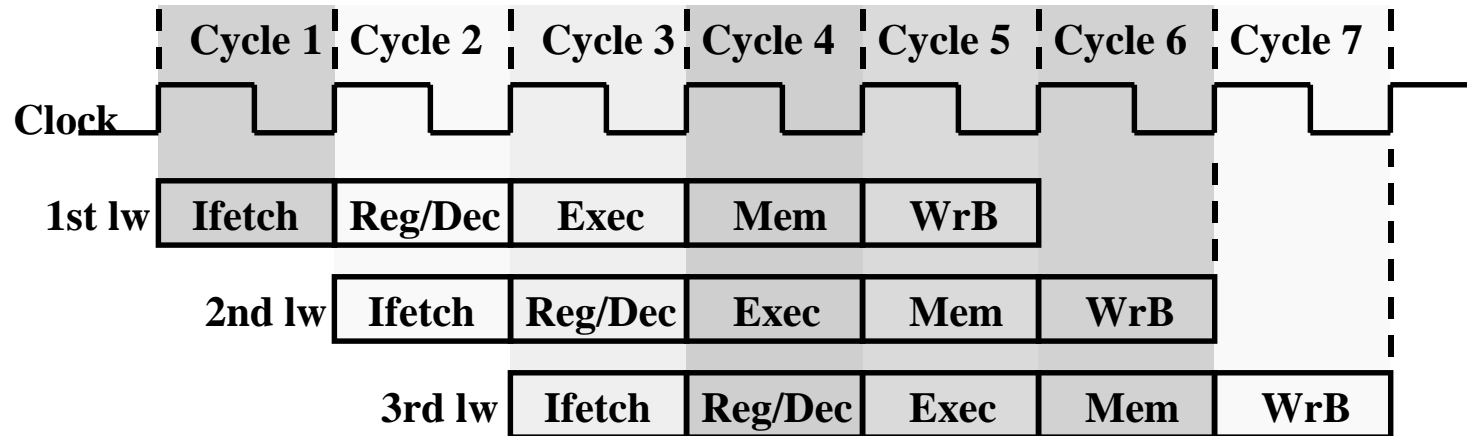 Cycle 1 Cycle 2 Cycle 3 Cycle 4 Cycle 5 Cycle 6 Cycle 7
Clock
1st lw Ifetch Reg/Dec Exec Mem WrB
2nd lw Ifetch Reg/Dec Exec Mem WrB
3rd lw Ifetch Reg/Dec Exec Mem WrB